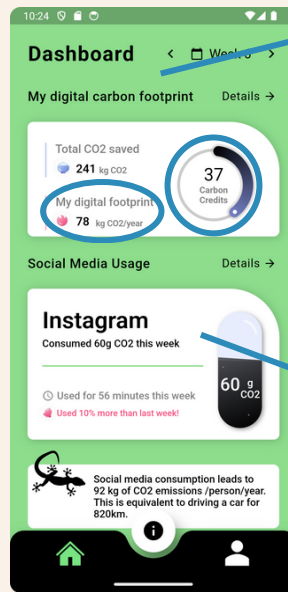 10:24
Dashboard
My digital carbon footprint Details →
Total CO2 saved
241 kg CO2
My digital footprint
78 kg CO2/year
37
Carbon
Credits
Social Media Usage Details →
Instagram
Consumed 60g CO2 this week
Used for 56 minutes this week
Used 10% more than last week!
60 g
CO2
Social media consumption leads to
92 kg of CO2 emissions /person/year.
This is equivalent to driving a car for
820km.